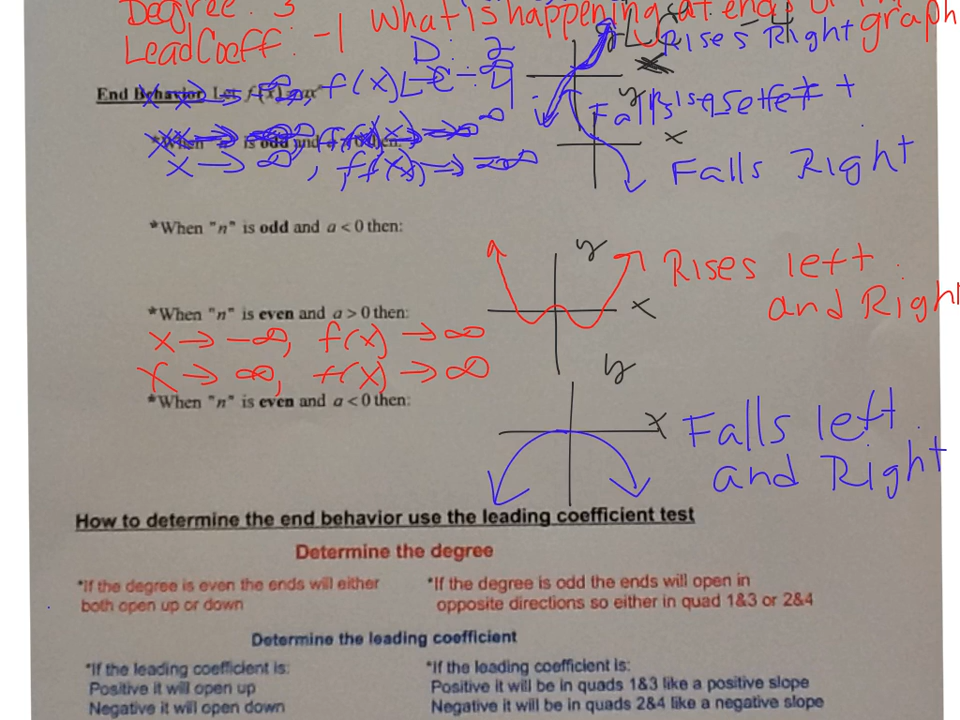 Degree: 3
Lead Coeff: -1 What is happening at ends of graph
D: 2
Rises Right
End Behavior
x → ∞, f(x) →
Falls Right
*When "n" is odd and a < 0 then:
y
x
Rises left
and Right
*When "n" is even and a > 0 then:
x → -∞, f(x) → ∞
x → ∞, f(x) → ∞
y
*When "n" is even and a < 0 then:
x
Falls left
and Right
How to determine the end behavior use the leading coefficient test
Determine the degree
*If the degree is even the ends will either
both open up or down
*If the degree is odd the ends will open in
opposite directions so either in quad 1&3 or 2&4
Determine the leading coefficient
*If the leading coefficient is:
Positive it will open up
Negative it will open down
*If the leading coefficient is:
Positive it will be in quads 1&3 like a positive slope
Negative it will be in quads 2&4 like a negative slope